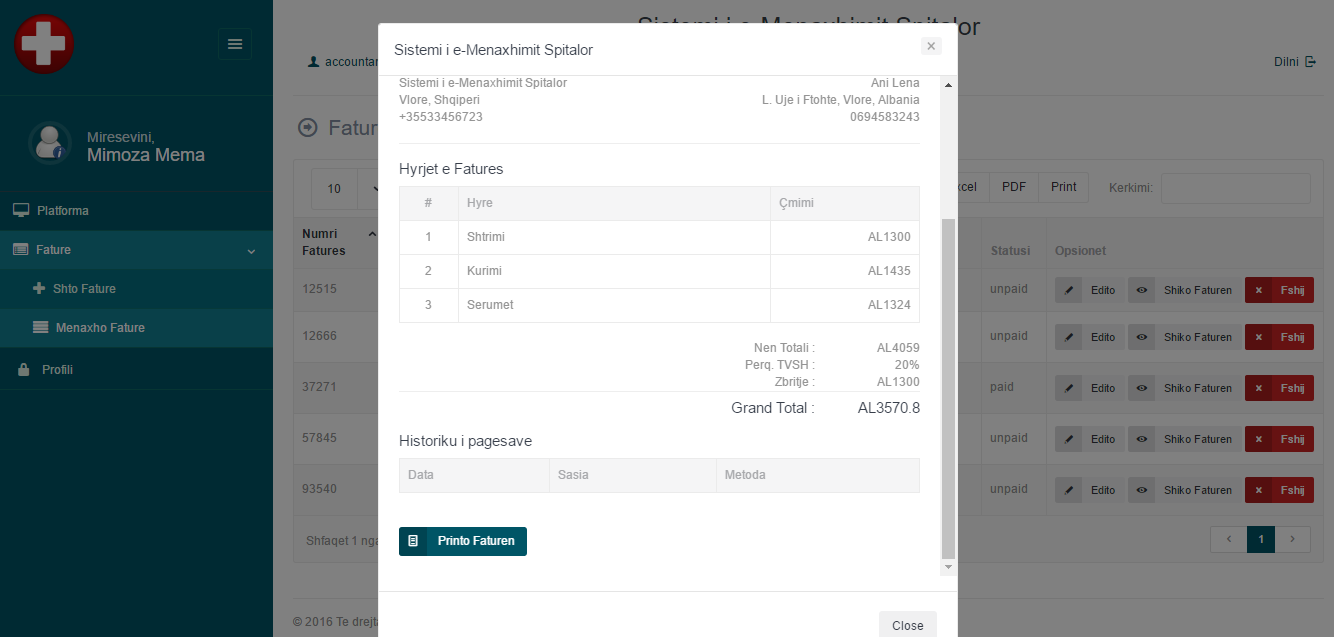 Sistemi i e-Menaxhimit Spitalor
accountan
Dilni
Miresevini,
Mimoza Mema
Platforma
Fature
Shto Fature
Menaxho Fature
Profili
Sistemi i e-Menaxhimit Spitalor
×
Sistemi i e-Menaxhimit Spitalor Ani Lena
Vlore, Shqiperi L. Uje i Ftohte, Vlore, Albania
+35533456723 0694583243
Hyrjet e Fatures
# Hyre Çmimi
1 Shtrimi AL1300
2 Kurimi AL1435
3 Serumet AL1324
Nen Totali : AL4059
Perq. TVSH : 20%
Zbritje : AL1300
Grand Total : AL3570.8
Historiku i pagesave
Data Sasia Metoda
Printo Faturen
Close
Fatur
10 xcel PDF Print Kerkimi:
Numri
Fatures Statusi Opsionet
12515 unpaid Edito Shiko Faturen Fshij
12666 unpaid Edito Shiko Faturen Fshij
37271 paid Edito Shiko Faturen Fshij
57845 unpaid Edito Shiko Faturen Fshij
93540 unpaid Edito Shiko Faturen Fshij
Shfaqet 1 nga
1
© 2016 Te drejta